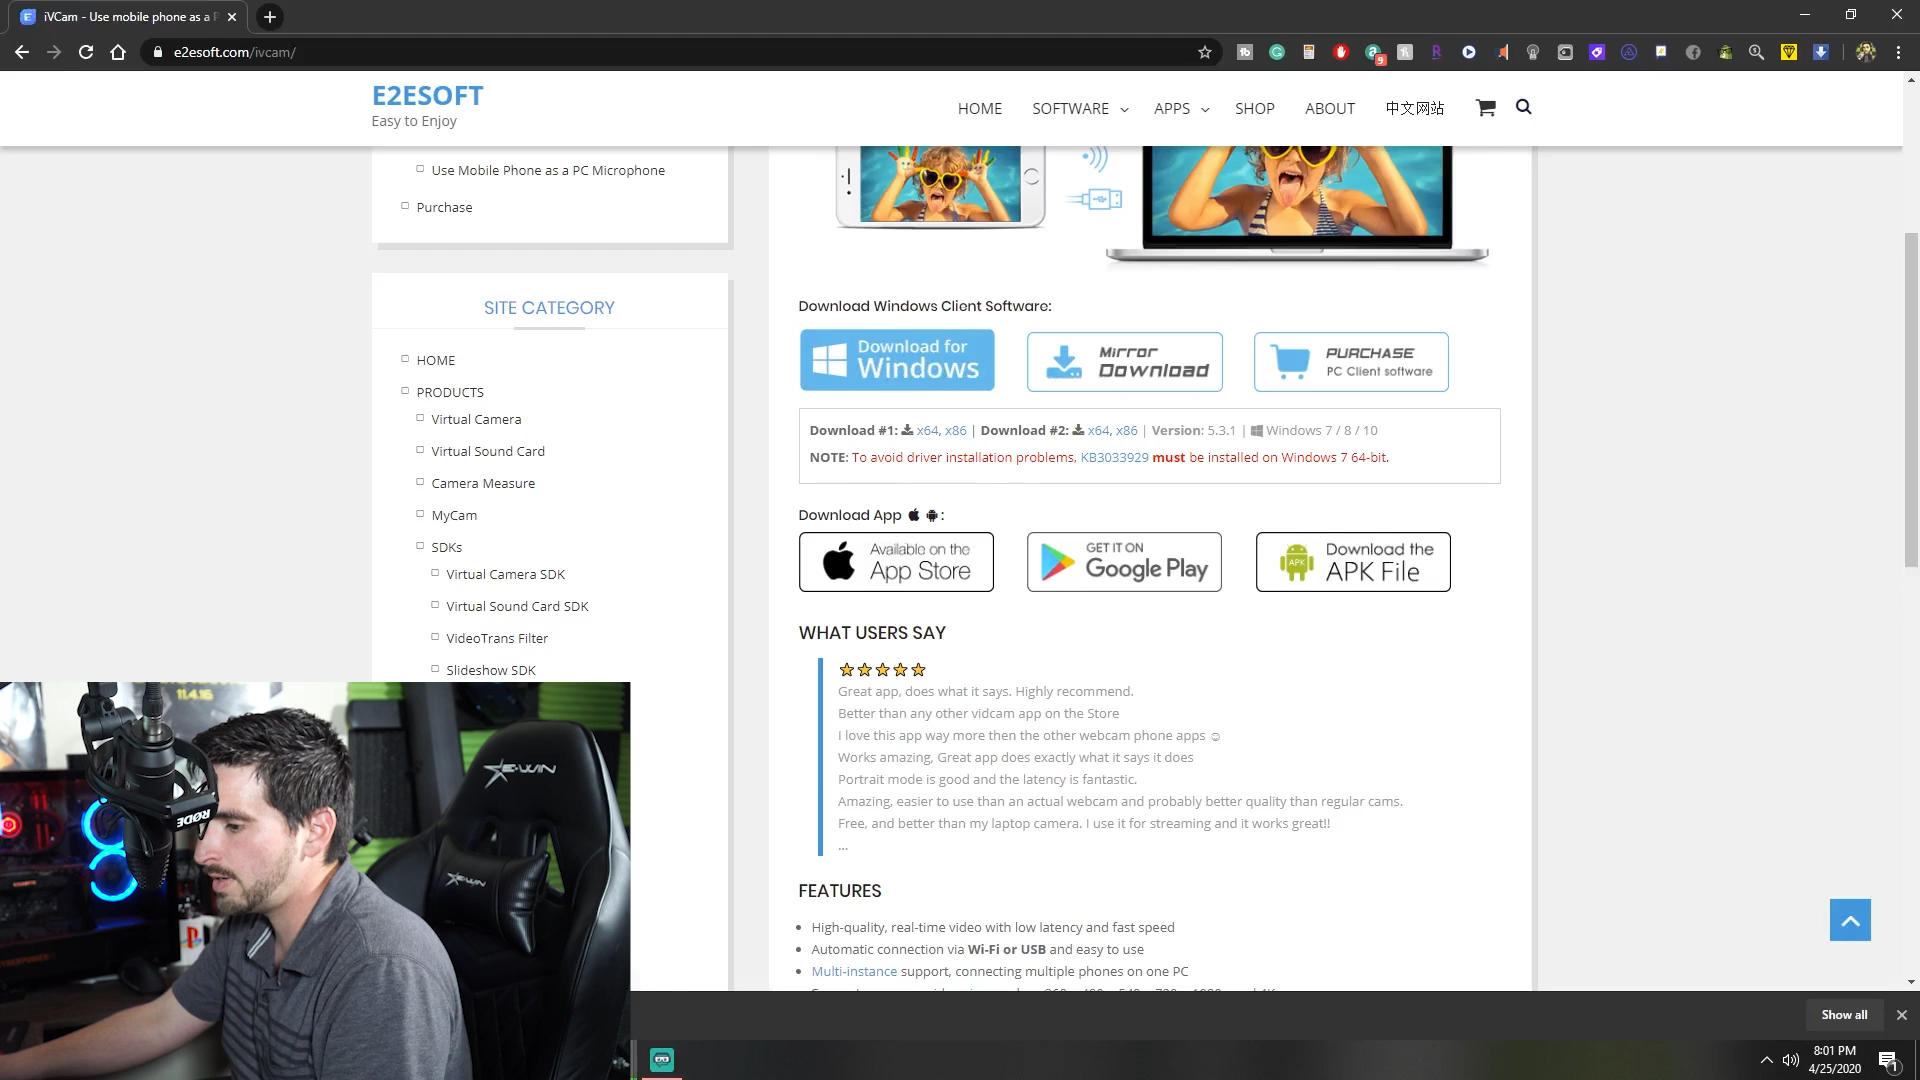 iVCam - Use mobile phone as a P
e2esoft.com/ivcam/
9
E2ESOFT
Easy to Enjoy
HOME
SOFTWARE
APPS
SHOP
ABOUT
中文网站
Use Mobile Phone as a PC Microphone
Purchase
SITE CATEGORY
HOME
PRODUCTS
Virtual Camera
Virtual Sound Card
Camera Measure
MyCam
SDKs
Virtual Camera SDK
Virtual Sound Card SDK
VideoTrans Filter
Slideshow SDK
Download Windows Client Software:
Download for
Windows
Mirror
Download
PURCHASE
PC Client software
Download #1: x64, x86 | Download #2: x64, x86 | Version: 5.3.1 | Windows 7 / 8 / 10
NOTE: To avoid driver installation problems, KB3033929 must be installed on Windows 7 64-bit.
Download App :
Available on the
App Store
GET IT ON
Google Play
APK
Download the
APK File
WHAT USERS SAY
Great app, does what it says. Highly recommend.
Better than any other vidcam app on the Store
I love this app way more then the other webcam phone apps ☺
Works amazing, Great app does exactly what it says it does
Portrait mode is good and the latency is fantastic.
Amazing, easier to use than an actual webcam and probably better quality than regular cams.
Free, and better than my laptop camera. I use it for streaming and it works great!!
...
FEATURES
High-quality, real-time video with low latency and fast speed
Automatic connection via Wi-Fi or USB and easy to use
Multi-instance support, connecting multiple phones on one PC
11.4.16
RØDE
E-WIN
E-WIN
Show all
8:01 PM
4/25/2020
1